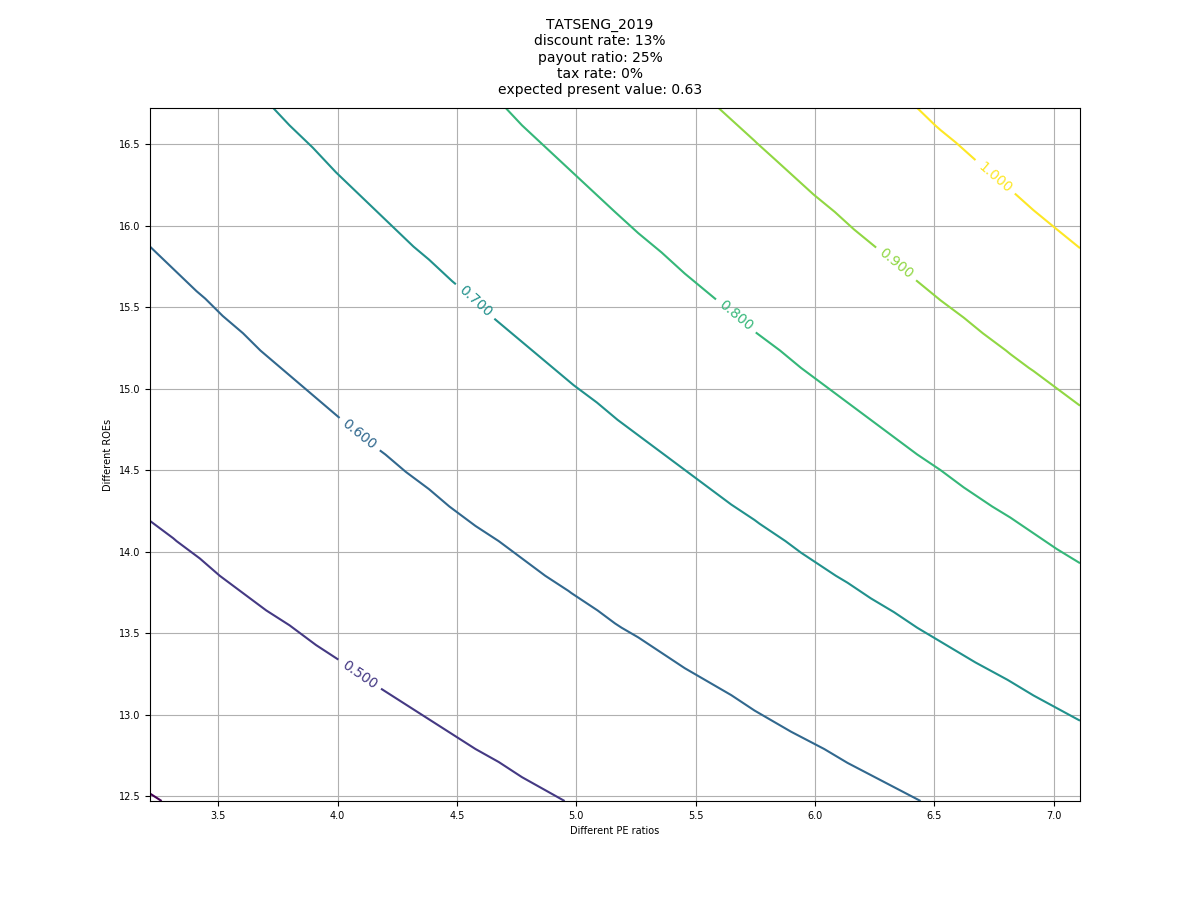 TATSENG_2019
discount rate: 13%
payout ratio: 25%
tax rate: 0%
expected present value: 0.63
16.5
1.000
16.0
0.900
15.5
0.700
0.800
15.0
0.600
14.5
Different ROEs
14.0
13.5
0.500
13.0
12.5
3.5 4.0 4.5 5.0 5.5 6.0 6.5 7.0
Different PE ratios